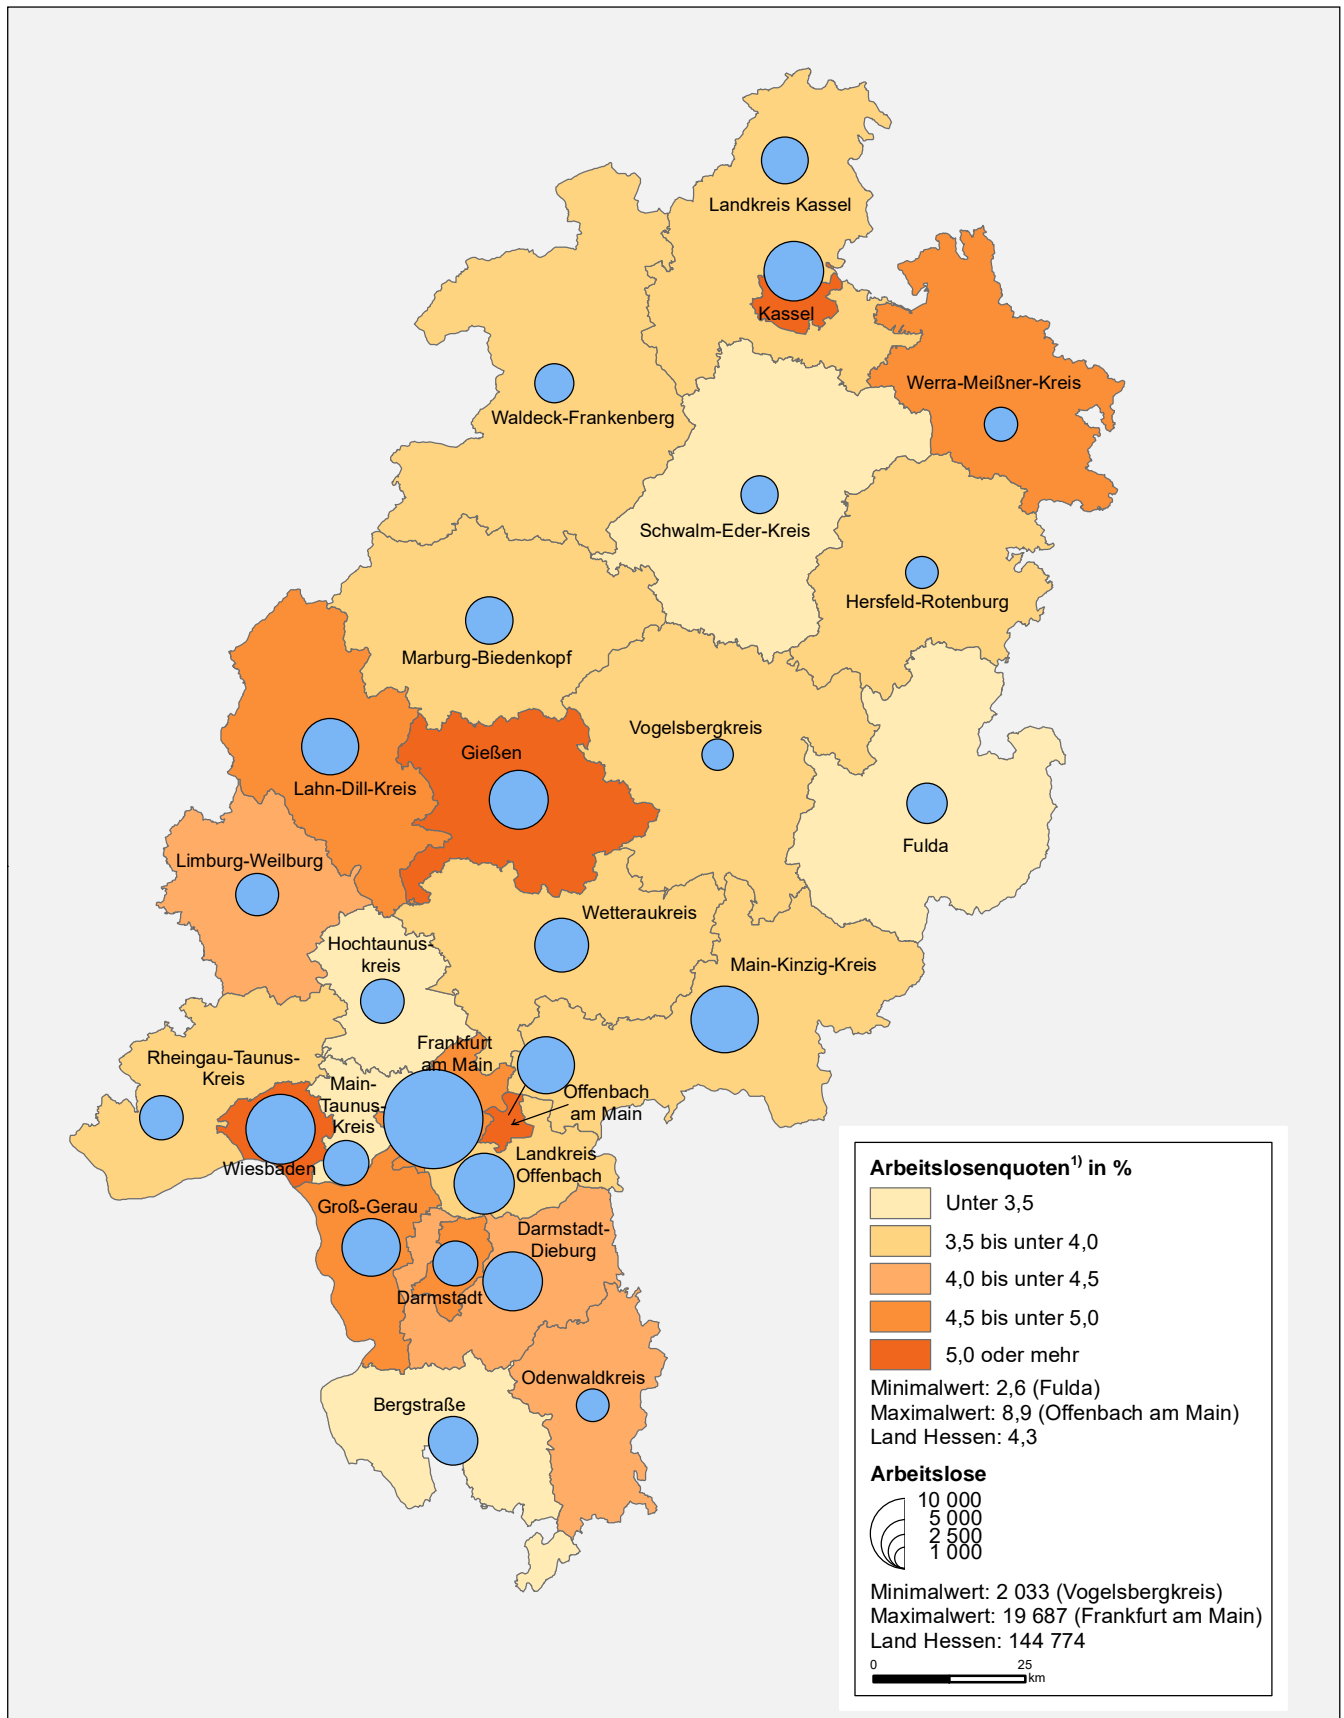 Landkreis Kassel
Kassel
Werra-Meißner-Kreis
Waldeck-Frankenberg
Schwalm-Eder-Kreis
Hersfeld-Rotenburg
Marburg-Biedenkopf
Vogelsbergkreis
Gießen
Lahn-Dill-Kreis
Fulda
Limburg-Weilburg
Wetteraukreis
Hochtaunus-
kreis
Main-Kinzig-Kreis
Frankfurt
am Main
Rheingau-Taunus-
Kreis
Main-
Taunus-
Kreis
Offenbach
am Main
Landkreis
Offenbach
Wiesbaden
Groß-Gerau
Darmstadt-
Dieburg
Darmstadt
Odenwaldkreis
Bergstraße
Arbeitslosenquoten1) in %
Unter 3,5
3,5 bis unter 4,0
4,0 bis unter 4,5
4,5 bis unter 5,0
5,0 oder mehr
Minimalwert: 2,6 (Fulda)
Maximalwert: 8,9 (Offenbach am Main)
Land Hessen: 4,3
Arbeitslose
10 000
5 000
2 500
1 000
Minimalwert: 2 033 (Vogelsbergkreis)
Maximalwert: 19 687 (Frankfurt am Main)
Land Hessen: 144 774
0 25
km